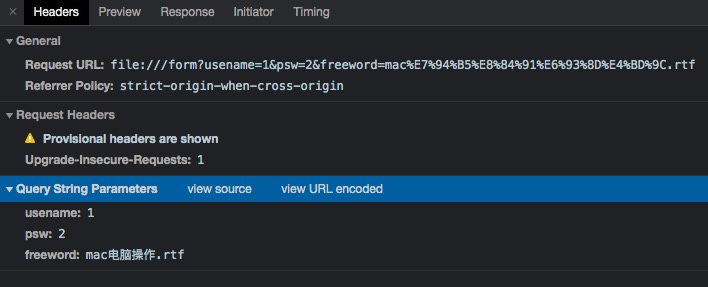 × Headers Preview Response Initiator Timing
▼ General
Request URL: file:///form?usename=1&psw=2&freeword=mac%E7%94%B5%E8%84%91%E6%93%8D%E4%BD%9C.rtf
Referrer Policy: strict-origin-when-cross-origin
▼ Request Headers
⚠ Provisional headers are shown
Upgrade-Insecure-Requests: 1
▼ Query String Parameters view source view URL encoded
usename: 1
psw: 2
freeword: mac电脑操作.rtf